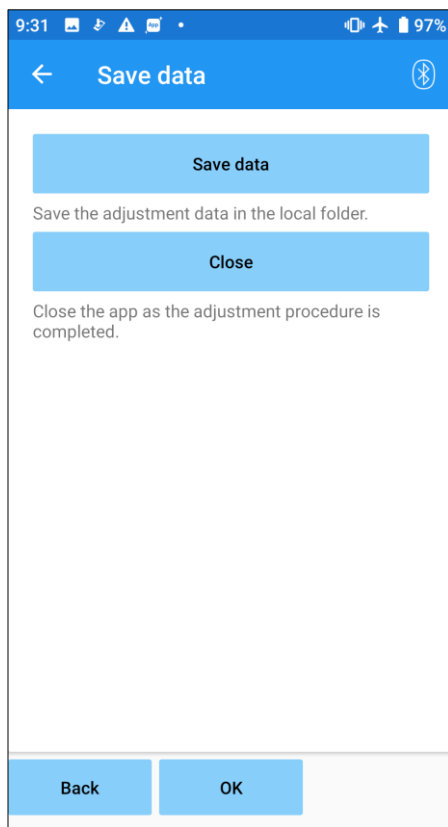 9:31 97%
Save data
Save data
Save the adjustment data in the local folder.
Close
Close the app as the adjustment procedure is
completed.
Back OK